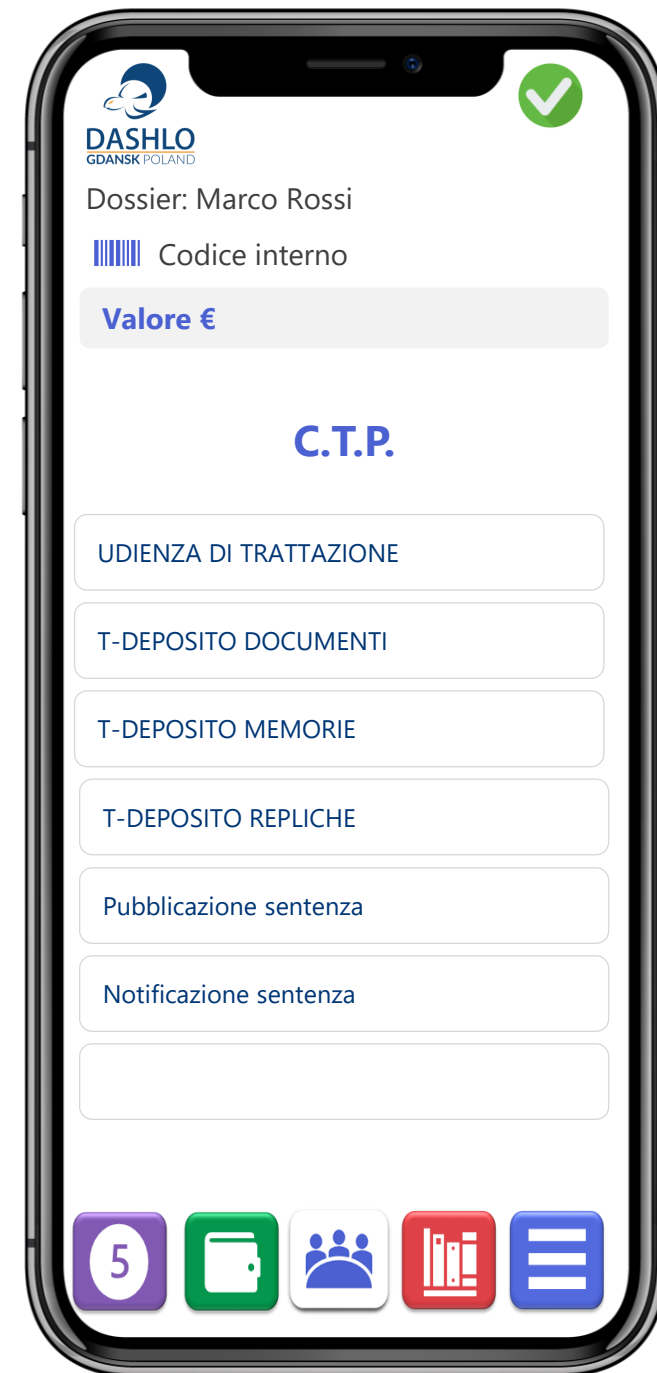 DASHLO
GDANSK POLAND
Dossier: Marco Rossi
Codice interno
Valore €
C.T.P.
UDIENZA DI TRATTAZIONE
T-DEPOSITO DOCUMENTI
T-DEPOSITO MEMORIE
T-DEPOSITO REPLICHE
Pubblicazione sentenza
Notificazione sentenza
5